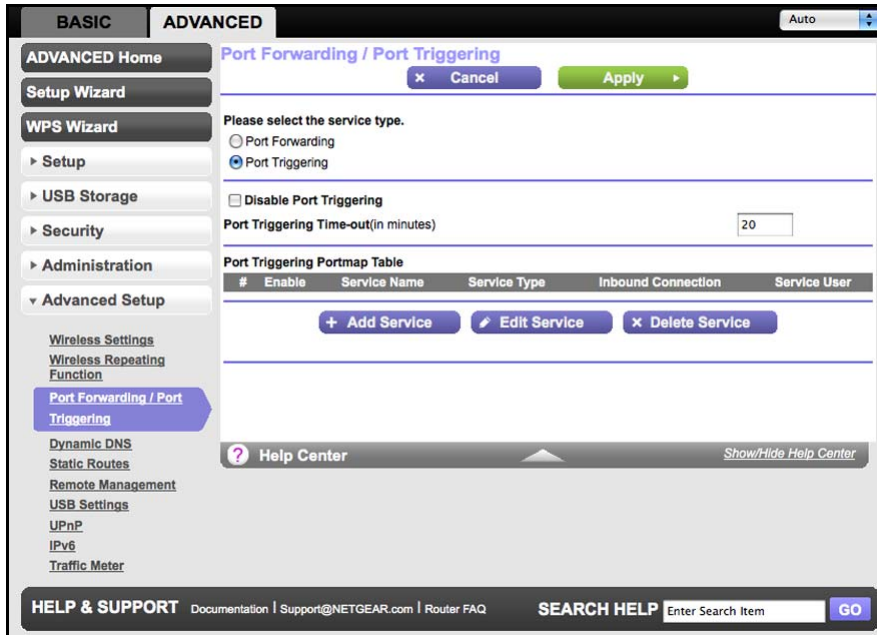 BASIC ADVANCED Auto
ADVANCED Home
Setup Wizard
WPS Wizard
Setup
USB Storage
Security
Administration
Advanced Setup
Wireless Settings
Wireless Repeating
Function
Port Forwarding / Port
Triggering
Dynamic DNS
Static Routes
Remote Management
USB Settings
UPnP
IPv6
Traffic Meter
Port Forwarding / Port Triggering
Cancel Apply
Please select the service type.
Port Forwarding
Port Triggering
Disable Port Triggering
Port Triggering Time-out(in minutes) 20
Port Triggering Portmap Table
# Enable Service Name Service Type Inbound Connection Service User
+ Add Service Edit Service x Delete Service
? Help Center Show/Hide Help Center
HELP & SUPPORT Documentation | Support@NETGEAR.com | Router FAQ SEARCH HELP Enter Search Item GO